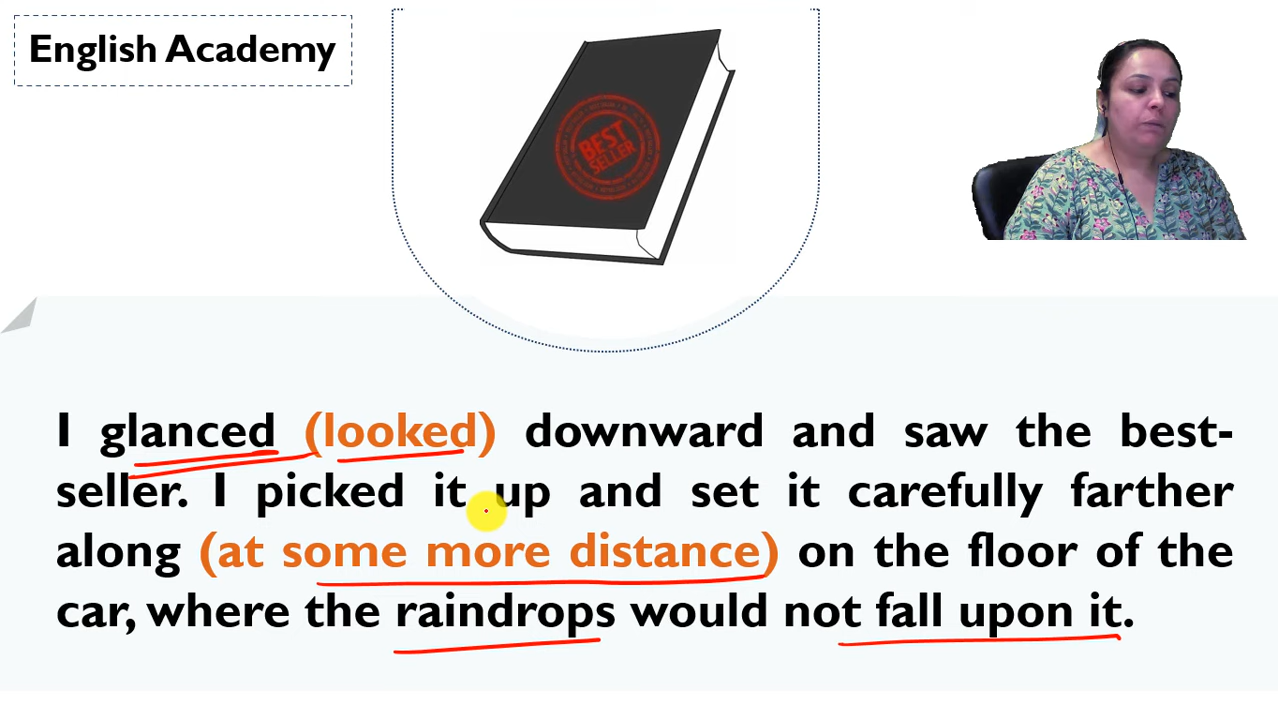 English Academy
BEST
SELLER
I glanced (looked) downward and saw the best-
seller. I picked it up and set it carefully farther
along (at some more distance) on the floor of the
car, where the raindrops would not fall upon it.